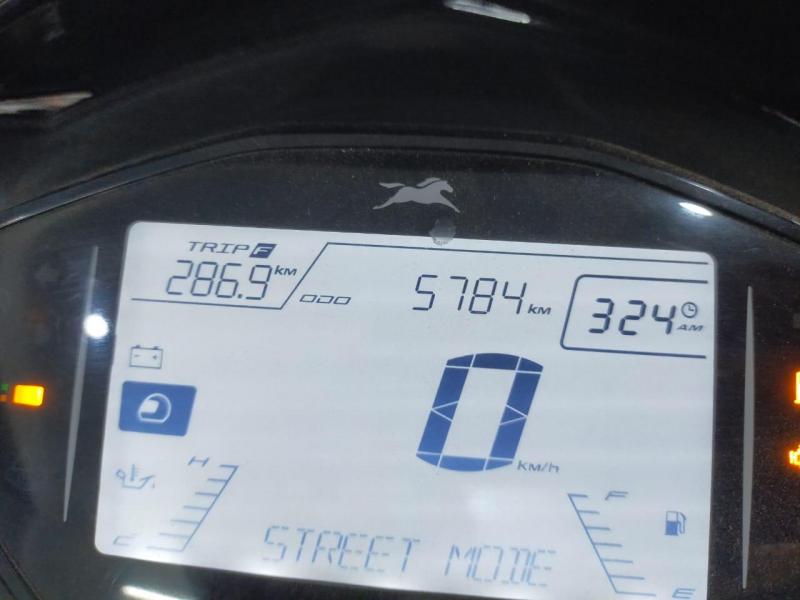 TRIP F
286.9 KM
ODO 5784 KM
324 AM
0 KM/H
H
C
F
E
STREET MODE